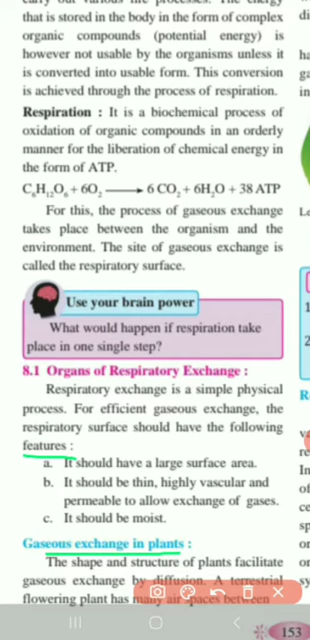 that is stored in the body in the form of complex
organic compounds (potential energy) is
however not usable by the organisms unless it
is converted into usable form. This conversion
is achieved through the process of respiration.
Respiration : It is a biochemical process of
oxidation of organic compounds in an orderly
manner for the liberation of chemical energy in
the form of ATP.
C₆H₁₂O₆ + 6O₂ ⟶ 6 CO₂ + 6H₂O + 38 ATP
For this, the process of gaseous exchange
takes place between the organism and the
environment. The site of gaseous exchange is
called the respiratory surface.
Use your brain power
What would happen if respiration take
place in one single step?
8.1 Organs of Respiratory Exchange :
Respiratory exchange is a simple physical
process. For efficient gaseous exchange, the
respiratory surface should have the following
features :
a. It should have a large surface area.
b. It should be thin, highly vascular and
permeable to allow exchange of gases.
c. It should be moist.
Gaseous exchange in plants :
The shape and structure of plants facilitate
gaseous exchange by diffusion. A terrestrial
flowering plant has many air spaces between
153